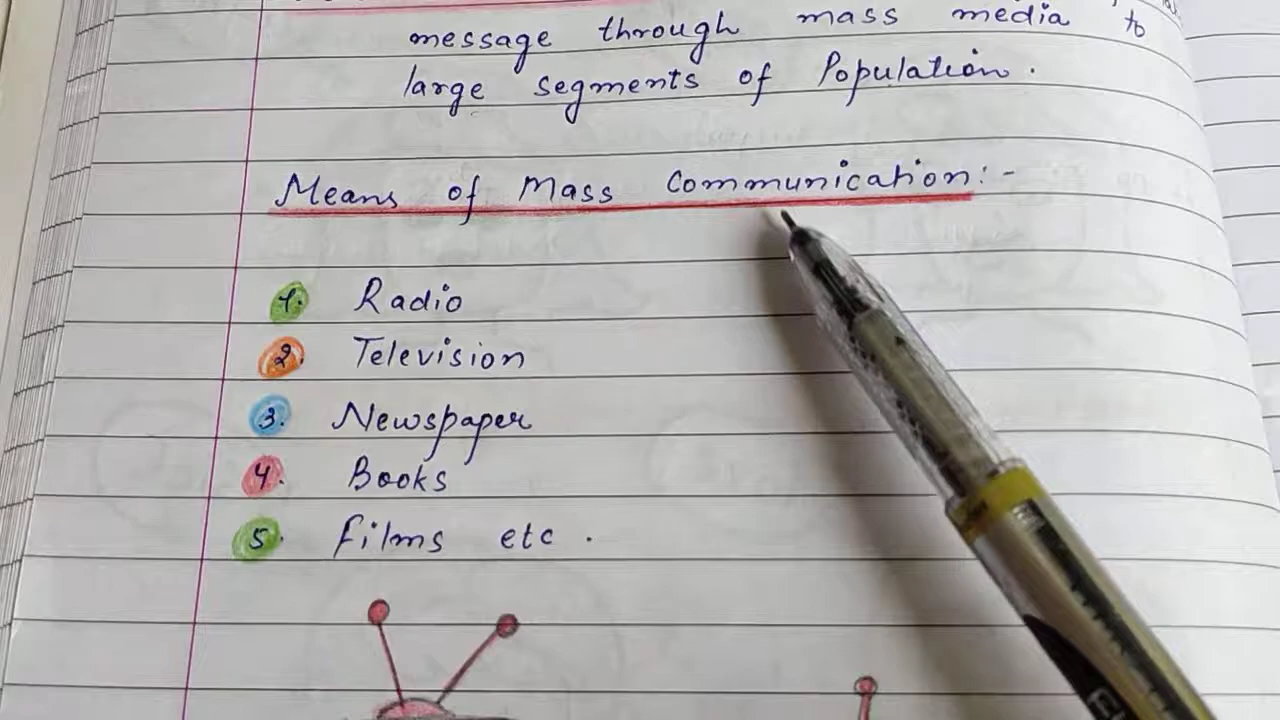 message through mass media to
large segments of Population.
Means of Mass Communication:-
1. Radio
2. Television
3. Newspaper
4. Books
5. Films etc.